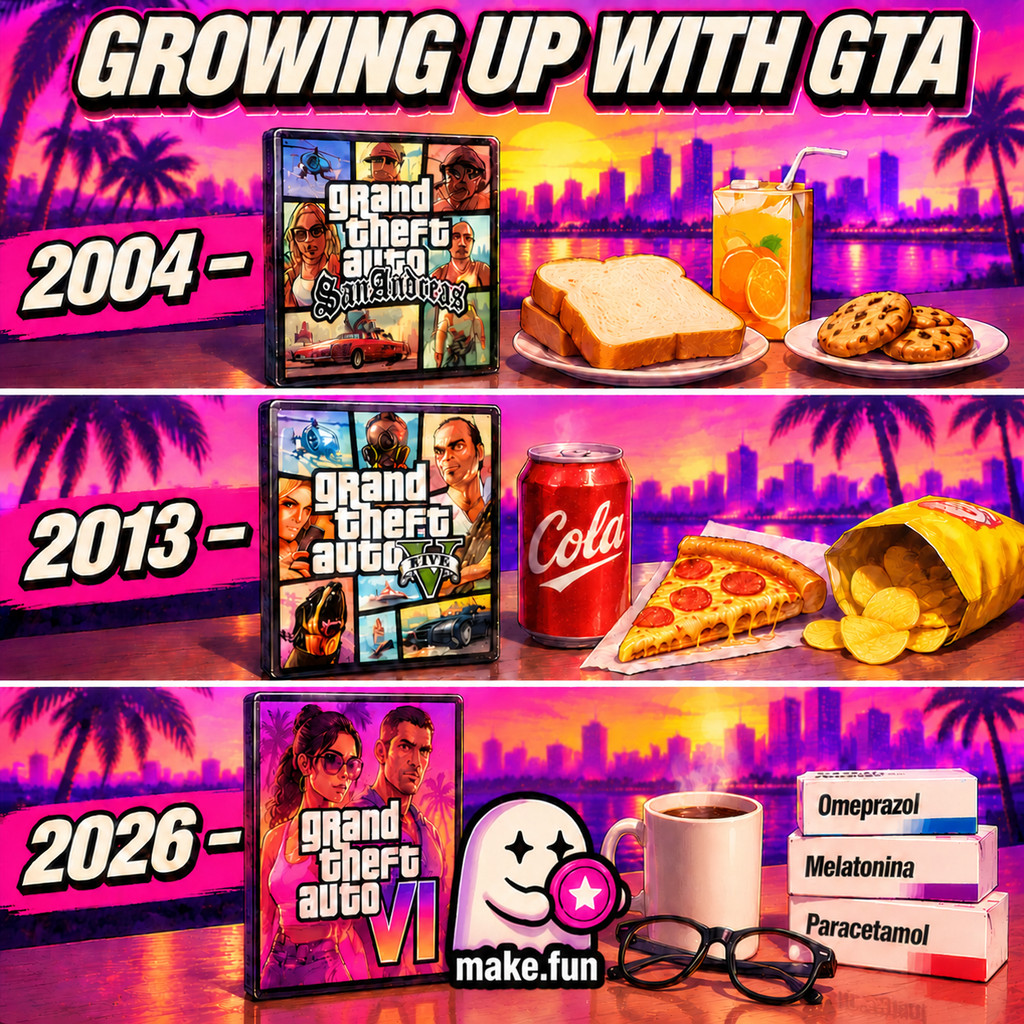 GROWING UP WITH GTA
2004 -
grand
theft
auto
San Andreas
2013 -
grand
theft
auto
V
FIVE
Cola
2026 -
grand
theft
auto
VI
make.fun
Omeprazol
Melatonina
Paracetamol